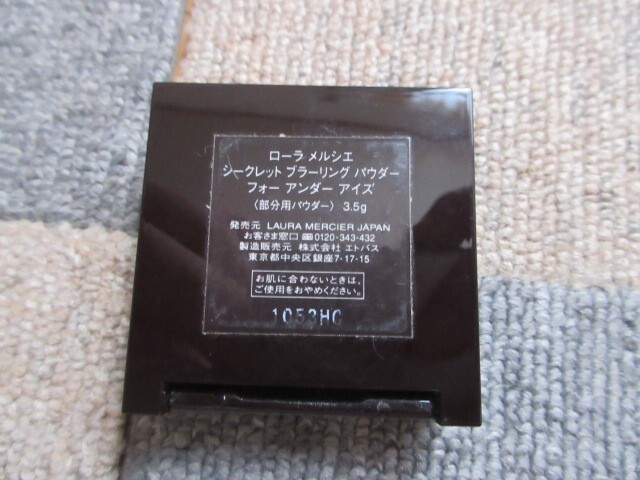 ローラ メルシエ
シークレット ブラーリング パウダー
フォー アンダー アイズ
〈部分用パウダー〉 3.5g
発売元 LAURA MERCIER JAPAN
お客さま窓口 0120-343-432
製造販売元 株式会社 エトバス
東京都中央区銀座7-17-15
お肌に合わないときは、
ご使用をおやめください。
1053HC